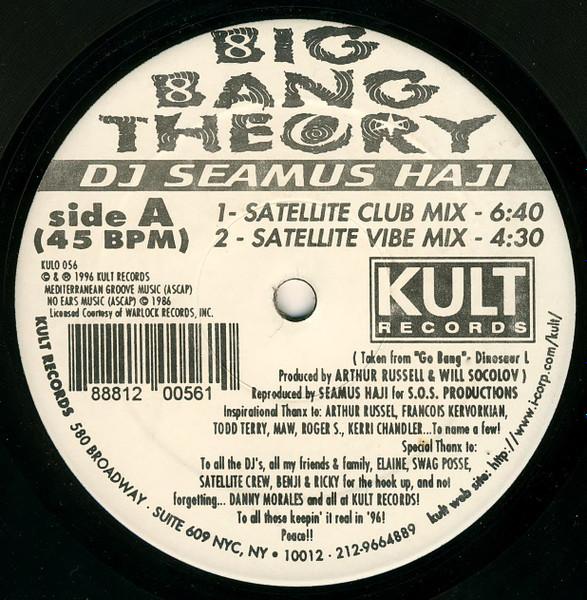 BIG
BANG
THEORY
DJ SEAMUS HAJI
side A
(45 BPM)
1- SATELLITE CLUB MIX - 6:40
2 - SATELLITE VIBE MIX - 4:30
KULO 056
© & ℗ 1996 KULT RECORDS
MEDITERRANEAN GROOVE MUSIC (ASCAP)
NO EARS MUSIC (ASCAP) © 1986
Licensed Courtesy of WARLOCK RECORDS, INC.
KULT
RECORDS
88812 00561
(Taken from "Go Bang"- Dinosaur L
Produced by ARTHUR RUSSELL & WILL SOCOLOV)
Reproduced by SEAMUS HAJI for S.O.S. PRODUCTIONS
Inspirational Thanx to: ARTHUR RUSSEL, FRANCOIS KERVORKIAN,
TODD TERRY, MAW, ROGER S., KERRI CHANDLER...To name a few!
Special Thanx to:
To all the DJ's, all my friends & family, ELAINE, SWAG POSSE,
SATELLITE CREW, BENJI & RICKY for the hook up, and not
forgetting... DANNY MORALES and all at KULT RECORDS!
To all those keepin' it real in '96!
Peace!!
KULT RECORDS 580 BROADWAY · SUITE 609 NYC, NY • 10012 · 212-9664889
kult web site: http://www.i-corp.com/kult/